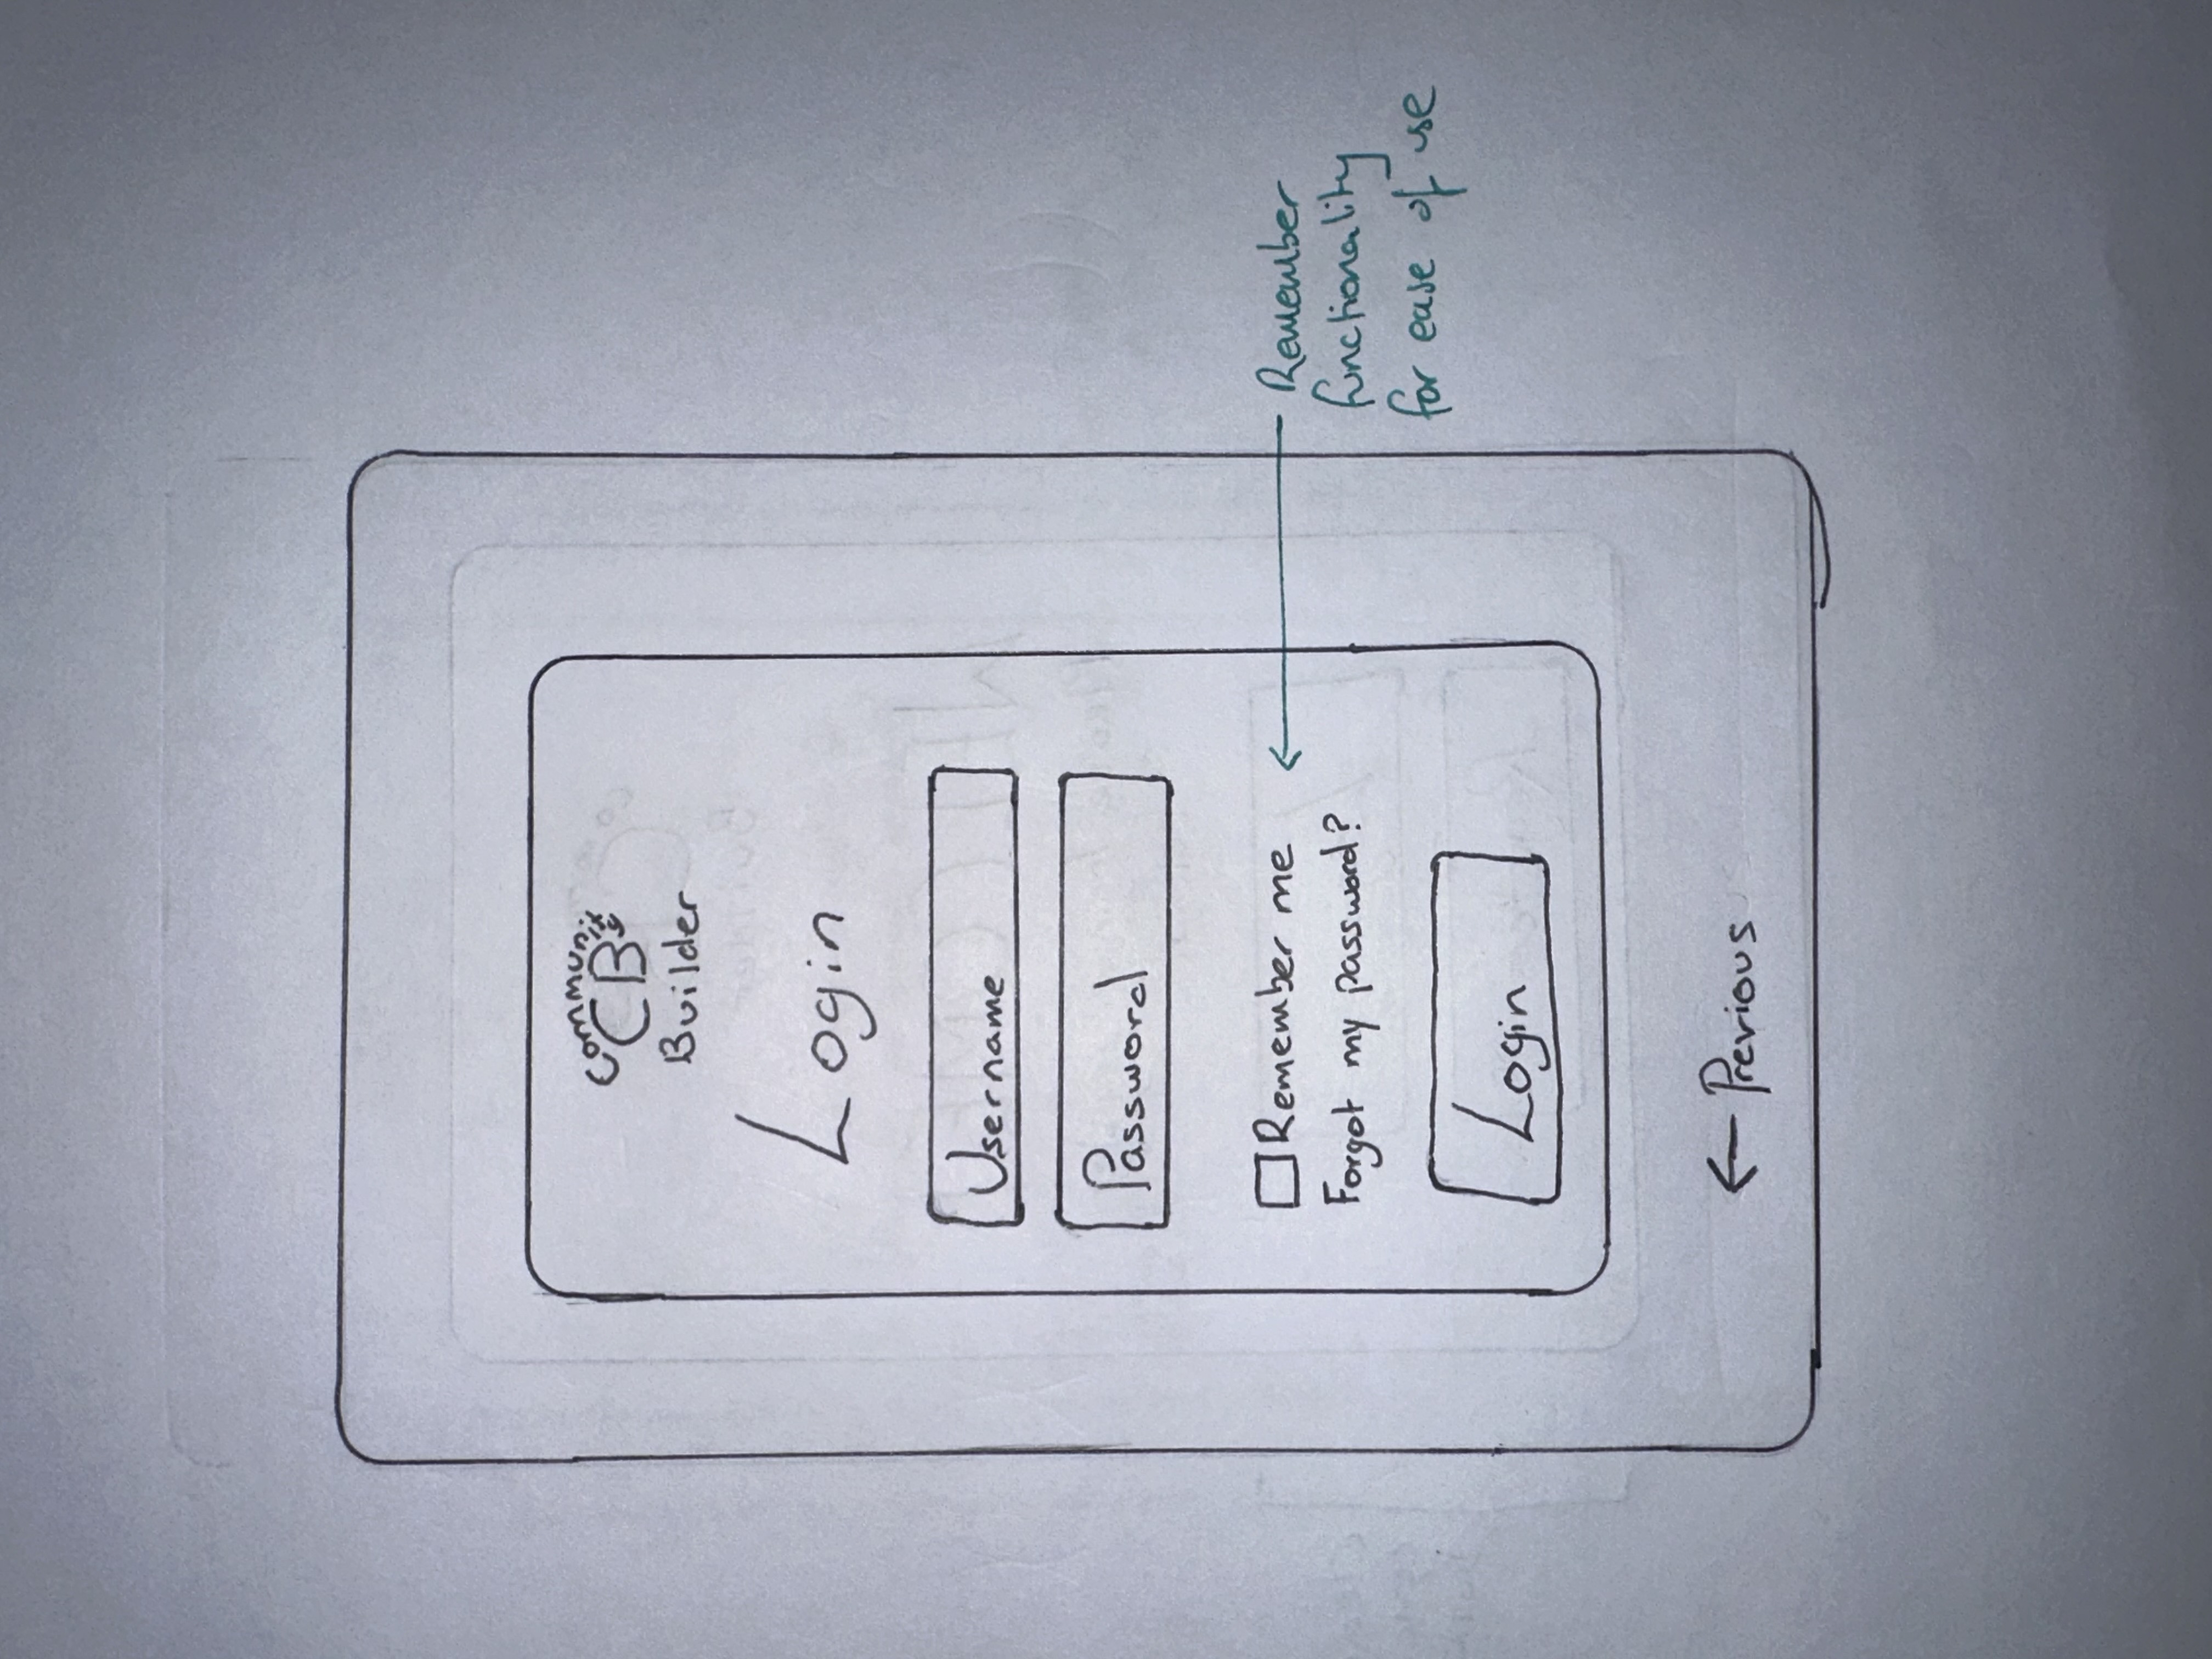 Community
CB
Builder
Login
Username
Password
Remember me
Forgot my password?
Login
← Previous
Remember
functionality
for ease of use